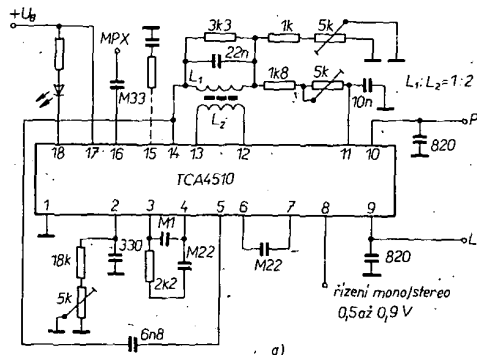 +U_B
MPX
M33
3k3
22n
L₁
L₂
1k
5k
1k8
5k
10n
L₁:L₂=1:2
P
820
18 17 16 15 14 13 12 11 10
TCA4510
1 2 3 4 5 6 7 8 9
18k
5k
330
M1
2k2
M22
M22
6n8
820
L
řízení mono/stereo
0,5 až 0,9 V
a)